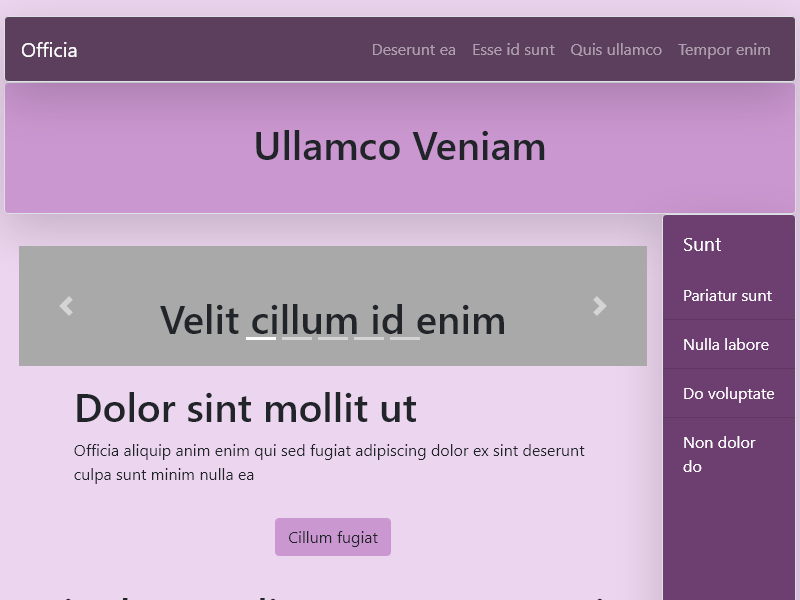 Officia
Deserunt ea
Esse id sunt
Quis ullamco
Tempor enim
Ullamco Veniam
Velit cillum id enim
Dolor sint mollit ut
Officia aliquip anim enim qui sed fugiat adipiscing dolor ex sint deserunt
culpa sunt minim nulla ea
Cillum fugiat
Sunt
Pariatur sunt
Nulla labore
Do voluptate
Non dolor
do